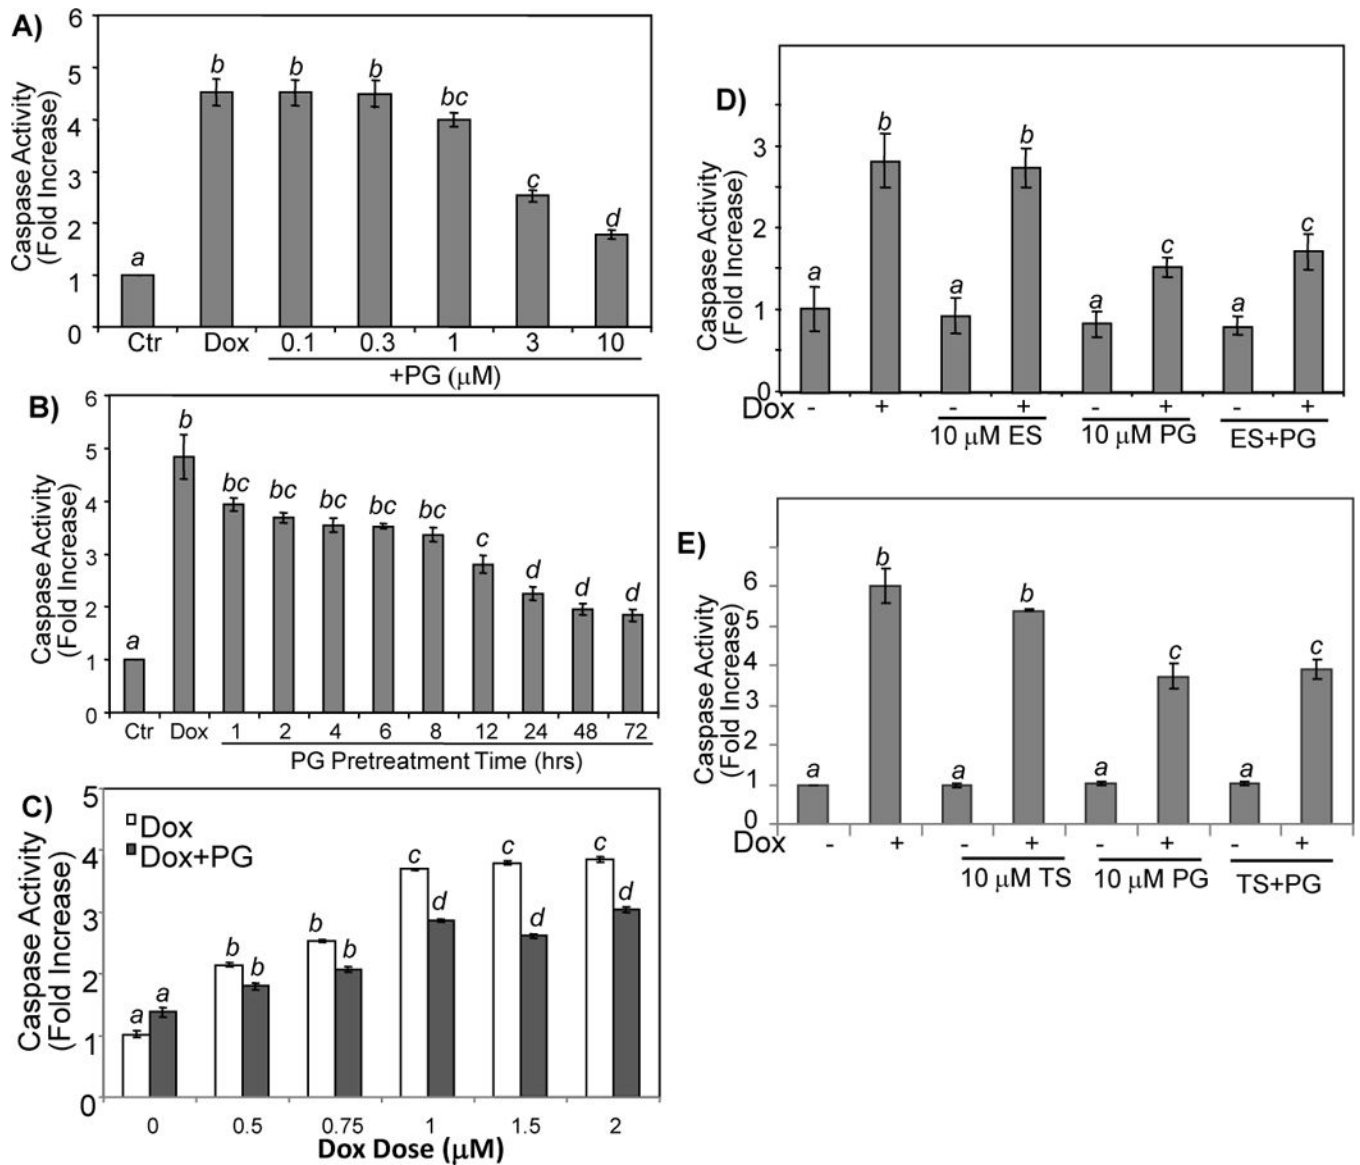 A)
Caspase Activity
(Fold Increase)
6
5
4
3
2
1
0
a
b
b
b
bc
c
d
Ctr
Dox
0.1
0.3
1
3
10
+PG (μM)
B)
Caspase Activity
(Fold Increase)
6
5
4
3
2
1
0
a
b
bc
bc
bc
bc
bc
c
d
d
d
Ctr
Dox
1
2
4
6
8
12
24
48
72
PG Pretreatment Time (hrs)
C)
Caspase Activity
(Fold Increase)
5
4
3
2
1
0
Dox
Dox+PG
a
a
b
b
b
b
c
d
c
d
c
d
0
0.5
0.75
1
1.5
2
Dox Dose (μM)
D)
Caspase Activity
(Fold Increase)
3
2
1
0
a
b
a
b
a
c
a
c
Dox - + - + - + - +
10 μM ES
10 μM PG
ES+PG
E)
Caspase Activity
(Fold Increase)
6
5
4
3
2
1
0
a
b
a
b
a
c
a
c
Dox - + - + - + - +
10 μM TS
10 μM PG
TS+PG